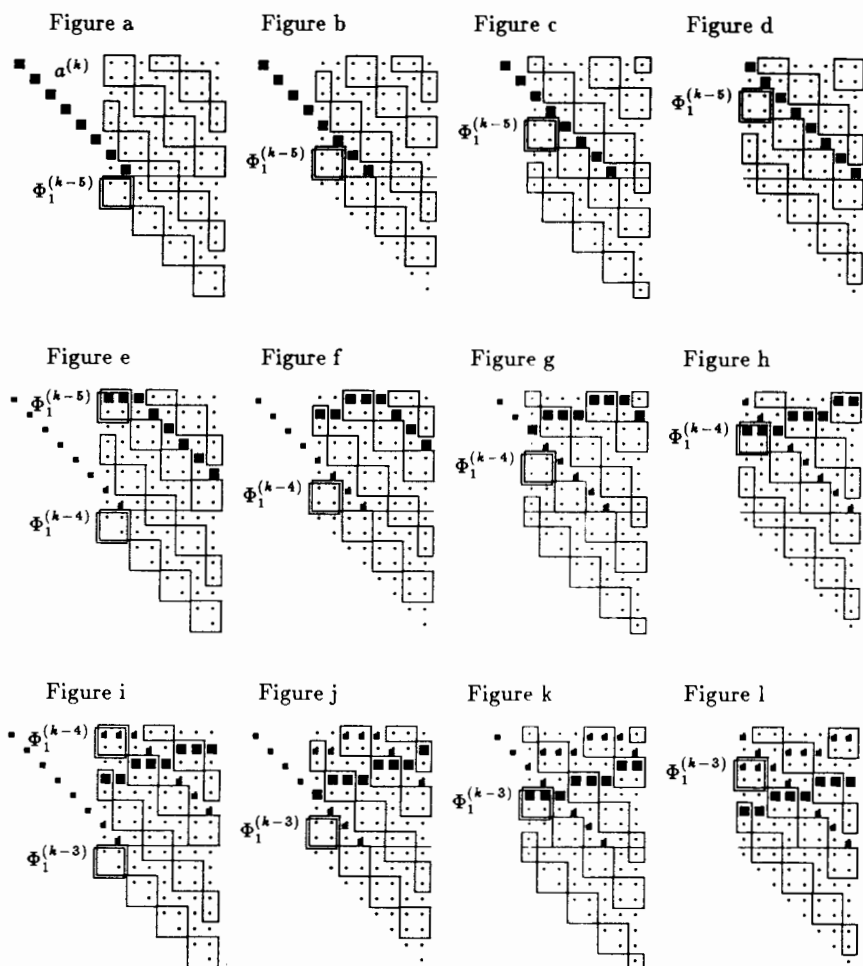 Figure a Figure b Figure c Figure d
a^{(k)}
Φ_1^{(k-5)} Φ_1^{(k-5)} Φ_1^{(k-5)} Φ_1^{(k-5)}
Figure e Figure f Figure g Figure h
Φ_1^{(k-5)}
Φ_1^{(k-4)} Φ_1^{(k-4)} Φ_1^{(k-4)} Φ_1^{(k-4)}
Figure i Figure j Figure k Figure l
Φ_1^{(k-4)}
Φ_1^{(k-3)} Φ_1^{(k-3)} Φ_1^{(k-3)} Φ_1^{(k-3)}